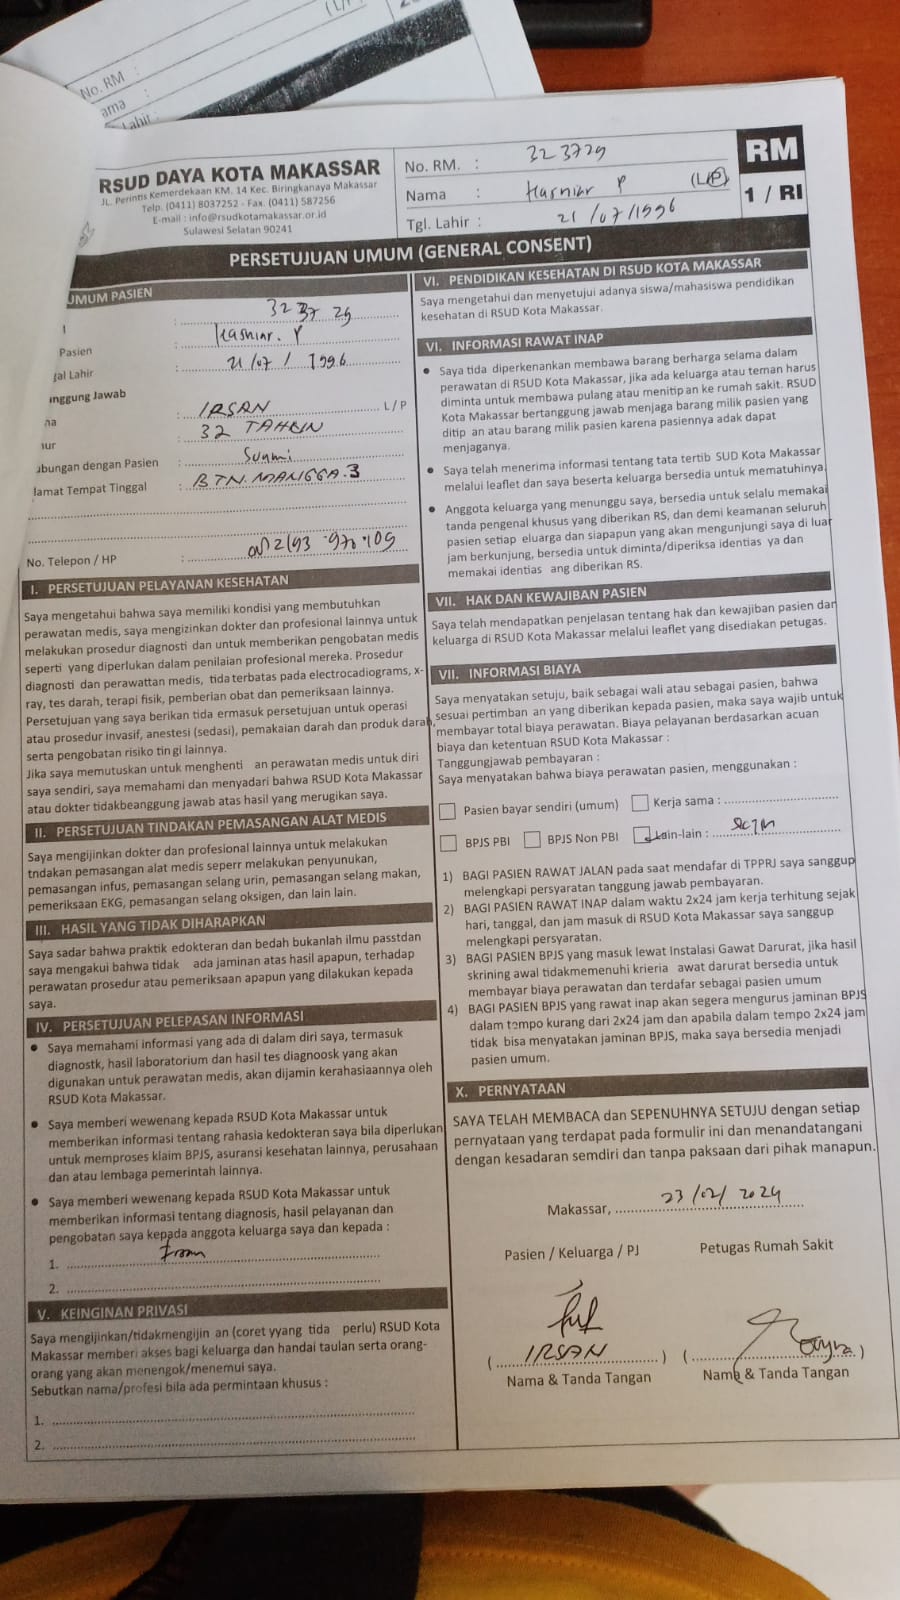 No. RM :
ama :
Lahir :
RSUD DAYA KOTA MAKASSAR
JL. Perintis Kemerdekaan KM. 14 Kec. Biringkanaya Makassar
Telp. (0411) 8037252 - Fax. (0411) 587256
E-mail : info@rsudkotamakassar.or.id
Sulawesi Selatan 90241
No. RM. : 323729
Nama : Hasniar P (L/P)
Tgl. Lahir : 21/07/1996
RM
1 / RI
PERSETUJUAN UMUM (GENERAL CONSENT)
UMUM PASIEN
: 323729
Pasien : Hasniar. P
gal Lahir : 21/07/1996
nggung Jawab
na : IRSAN L / P
ur : 32 TAHUN
ubungan dengan Pasien : Suami
lamat Tempat Tinggal : BTN. MANGGA.3
No. Telepon / HP :
I. PERSETUJUAN PELAYANAN KESEHATAN
Saya mengetahui bahwa saya memiliki kondisi yang membutuhkan
perawatan medis, saya mengizinkan dokter dan profesional lainnya untuk
melakukan prosedur diagnosti dan untuk memberikan pengobatan medis
seperti yang diperlukan dalam penilaian profesional mereka. Prosedur
diagnosti dan perawattan medis, tida terbatas pada electrocadiograms, x-
ray, tes darah, terapi fisik, pemberian obat dan pemeriksaan lainnya.
Persetujuan yang saya berikan tida ermasuk persetujuan untuk operasi
atau prosedur invasif, anestesi (sedasi), pemakaian darah dan produk darah,
serta pengobatan risiko tin gi lainnya.
Jika saya memutuskan untuk menghenti an perawatan medis untuk diri
saya sendiri, saya memahami dan menyadari bahwa RSUD Kota Makassar
atau dokter tidakbeanggung jawab atas hasil yang merugikan saya.
II. PERSETUJUAN TINDAKAN PEMASANGAN ALAT MEDIS
Saya mengijinkan dokter dan profesional lainnya untuk melakukan
tndakan pemasangan alat medis seperr melakukan penyunukan,
pemasangan infus, pemasangan selang urin, pemasangan selang makan,
pemeriksaan EKG, pemasangan selang oksigen, dan lain lain.
III. HASIL YANG TIDAK DIHARAPKAN
Saya sadar bahwa praktik edokteran dan bedah bukanlah ilmu passtdan
saya mengakui bahwa tidak ada jaminan atas hasil apapun, terhadap
perawatan prosedur atau pemeriksaan apapun yang dilakukan kepada
saya.
IV. PERSETUJUAN PELEPASAN INFORMASI
• Saya memahami informasi yang ada di dalam diri saya, termasuk
diagnostk, hasil laboratorium dan hasil tes diagnoosk yang akan
digunakan untuk perawatan medis, akan dijamin kerahasiaannya oleh
RSUD Kota Makassar.
• Saya memberi wewenang kepada RSUD Kota Makassar untuk
memberikan informasi tentang rahasia kedokteran saya bila diperlukan
untuk memproses klaim BPJS, asuransi kesehatan lainnya, perusahaan
dan atau lembaga pemerintah lainnya.
• Saya memberi wewenang kepada RSUD Kota Makassar untuk
memberikan informasi tentang diagnosis, hasil pelayanan dan
pengobatan saya kepada anggota keluarga saya dan kepada :
1.
2.
V. KEINGINAN PRIVASI
Saya mengijinkan/tidakmengijin an (coret yyang tida perlu) RSUD Kota
Makassar memberi akses bagi keluarga dan handai taulan serta orang-
orang yang akan menengok/menemui saya.
Sebutkan nama/profesi bila ada permintaan khusus :
1.
2.
VI. PENDIDIKAN KESEHATAN DI RSUD KOTA MAKASSAR
Saya mengetahui dan menyetujui adanya siswa/mahasiswa pendidikan
kesehatan di RSUD Kota Makassar.
VI. INFORMASI RAWAT INAP
• Saya tida diperkenankan membawa barang berharga selama dalam
perawatan di RSUD Kota Makassar, jika ada keluarga atau teman harus
diminta untuk membawa pulang atau menitip an ke rumah sakit. RSUD
Kota Makassar bertanggung jawab menjaga barang milik pasien yang
ditip an atau barang milik pasien karena pasiennya adak dapat
menjaganya.
• Saya telah menerima informasi tentang tata tertib SUD Kota Makassar
melalui leaflet dan saya beserta keluarga bersedia untuk mematuhinya.
• Anggota keluarga yang menunggu saya, bersedia untuk selalu memakai
tanda pengenal khusus yang diberikan RS, dan demi keamanan seluruh
pasien setiap eluarga dan siapapun yang akan mengunjungi saya di luar
jam berkunjung, bersedia untuk diminta/diperiksa identias ya dan
memakai identias ang diberikan RS.
VII. HAK DAN KEWAJIBAN PASIEN
Saya telah mendapatkan penjelasan tentang hak dan kewajiban pasien dan
keluarga di RSUD Kota Makassar melalui leaflet yang disediakan petugas.
VII. INFORMASI BIAYA
Saya menyatakan setuju, baik sebagai wali atau sebagai pasien, bahwa
sesuai pertimban an yang diberikan kepada pasien, maka saya wajib untuk
membayar total biaya perawatan. Biaya pelayanan berdasarkan acuan
biaya dan ketentuan RSUD Kota Makassar :
Tanggungjawab pembayaran :
Saya menyatakan bahwa biaya perawatan pasien, menggunakan :
Pasien bayar sendiri (umum) Kerja sama :
BPJS PBI BPJS Non PBI Lain-lain :
1) BAGI PASIEN RAWAT JALAN pada saat mendafar di TPPRJ saya sanggup
melengkapi persyaratan tanggung jawab pembayaran.
2) BAGI PASIEN RAWAT INAP dalam waktu 2x24 jam kerja terhitung sejak
hari, tanggal, dan jam masuk di RSUD Kota Makassar saya sanggup
melengkapi persyaratan.
3) BAGI PASIEN BPJS yang masuk lewat Instalasi Gawat Darurat, jika hasil
skrining awal tidakmemenuhi krieria awat darurat bersedia untuk
membayar biaya perawatan dan terdafar sebagai pasien umum
4) BAGI PASIEN BPJS yang rawat inap akan segera mengurus jaminan BPJS
dalam tempo kurang dari 2x24 jam dan apabila dalam tempo 2x24 jam
tidak bisa menyatakan jaminan BPJS, maka saya bersedia menjadi
pasien umum.
X. PERNYATAAN
SAYA TELAH MEMBACA dan SEPENUHNYA SETUJU dengan setiap
pernyataan yang terdapat pada formulir ini dan menandatangani
dengan kesadaran semdiri dan tanpa paksaan dari pihak manapun.
Makassar, 23/02/2024
Pasien / Keluarga / PJ Petugas Rumah Sakit
( IRSAN ) ( )
Nama & Tanda Tangan Nama & Tanda Tangan